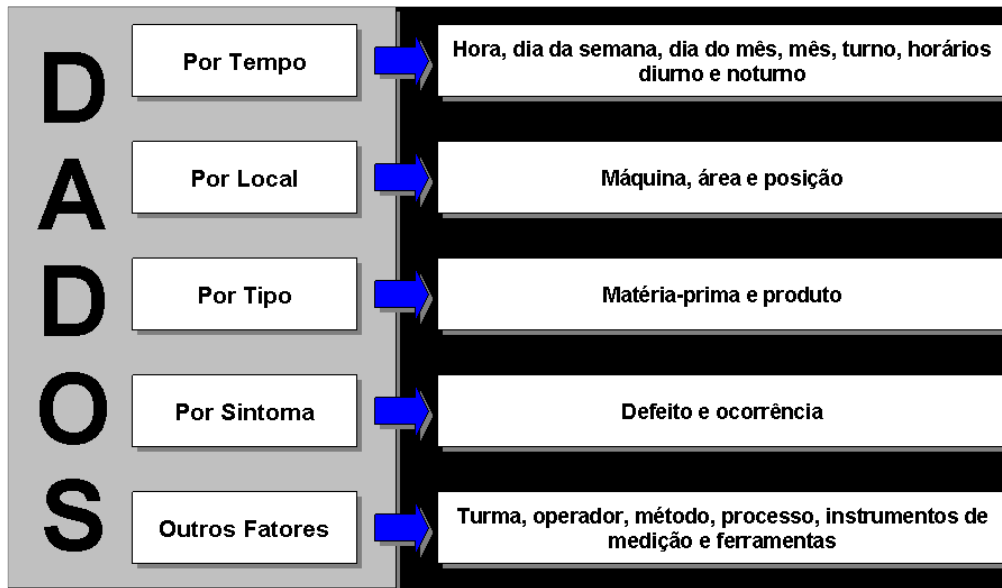 DADOS
Por Tempo
Hora, dia da semana, dia do mês, mês, turno, horários
diurno e noturno
Por Local
Máquina, área e posição
Por Tipo
Matéria-prima e produto
Por Sintoma
Defeito e ocorrência
Outros Fatores
Turma, operador, método, processo, instrumentos de
medição e ferramentas